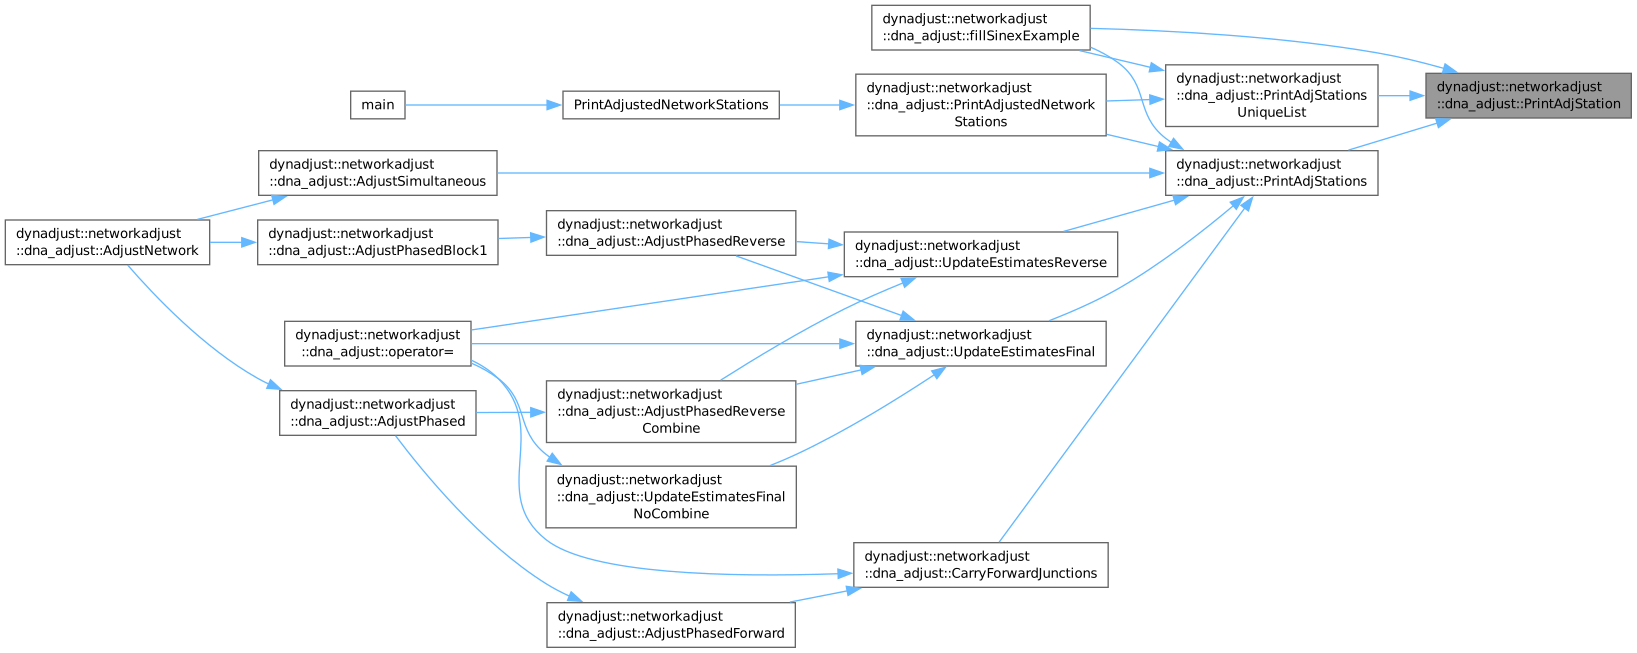 dynadjust::networkadjust
::dna_adjust::fillSinexExample
dynadjust::networkadjust
::dna_adjust::PrintAdjStations
UniqueList
dynadjust::networkadjust
::dna_adjust::PrintAdjStation
main
PrintAdjustedNetworkStations
dynadjust::networkadjust
::dna_adjust::PrintAdjustedNetwork
Stations
dynadjust::networkadjust
::dna_adjust::AdjustSimultaneous
dynadjust::networkadjust
::dna_adjust::PrintAdjStations
dynadjust::networkadjust
::dna_adjust::AdjustNetwork
dynadjust::networkadjust
::dna_adjust::AdjustPhasedBlock1
dynadjust::networkadjust
::dna_adjust::AdjustPhasedReverse
dynadjust::networkadjust
::dna_adjust::UpdateEstimatesReverse
dynadjust::networkadjust
::dna_adjust::operator=
dynadjust::networkadjust
::dna_adjust::UpdateEstimatesFinal
dynadjust::networkadjust
::dna_adjust::AdjustPhased
dynadjust::networkadjust
::dna_adjust::AdjustPhasedReverse
Combine
dynadjust::networkadjust
::dna_adjust::UpdateEstimatesFinal
NoCombine
dynadjust::networkadjust
::dna_adjust::CarryForwardJunctions
dynadjust::networkadjust
::dna_adjust::AdjustPhasedForward